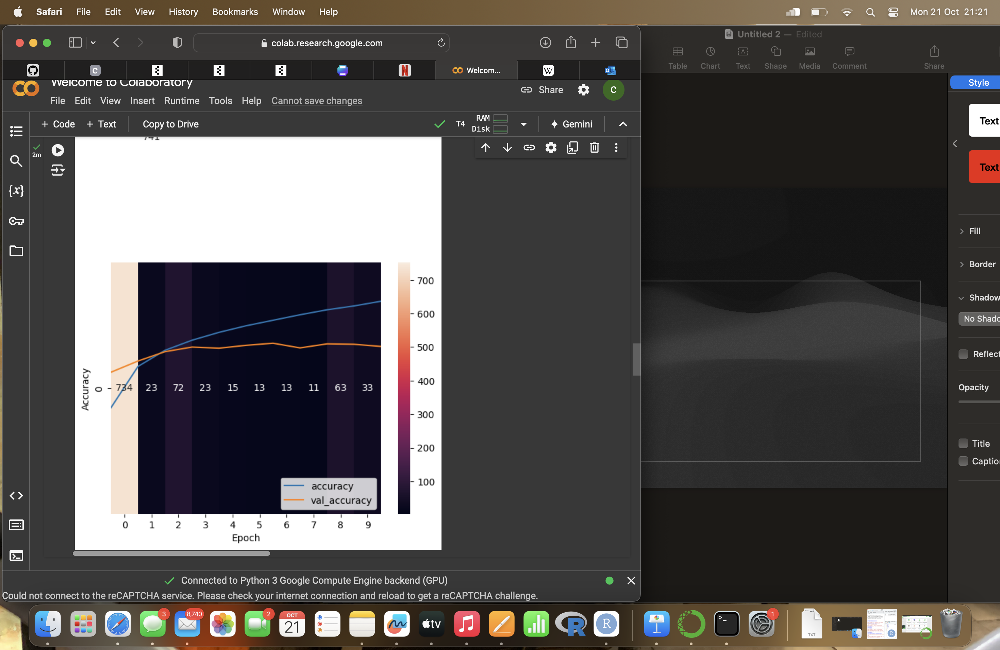 Safari File Edit View History Bookmarks Window Help Mon 21 Oct 21:21
colab.research.google.com
C N Welcom... W
Welcome to Colaboratory
Share C
File Edit View Insert Runtime Tools Help Cannot save changes
+ Code + Text Copy to Drive T4 RAM Disk Gemini
2m
{x}
741
700
600
500
400
300
200
100
Accuracy
0
734 23 72 23 15 13 13 11 63 33
accuracy
val_accuracy
0 1 2 3 4 5 6 7 8 9
Epoch
Connected to Python 3 Google Compute Engine backend (GPU)
Could not connect to the reCAPTCHA service. Please check your internet connection and reload to get a reCAPTCHA challenge.
Untitled 2 — Edited
Table Chart Text Shape Media Comment Share
Style
Text
Text
Fill
Border
Shadow
No Shado
Reflect
Opacity
Title
Caption
3 8,740 2 OCT 21 tv R R 1 TXT